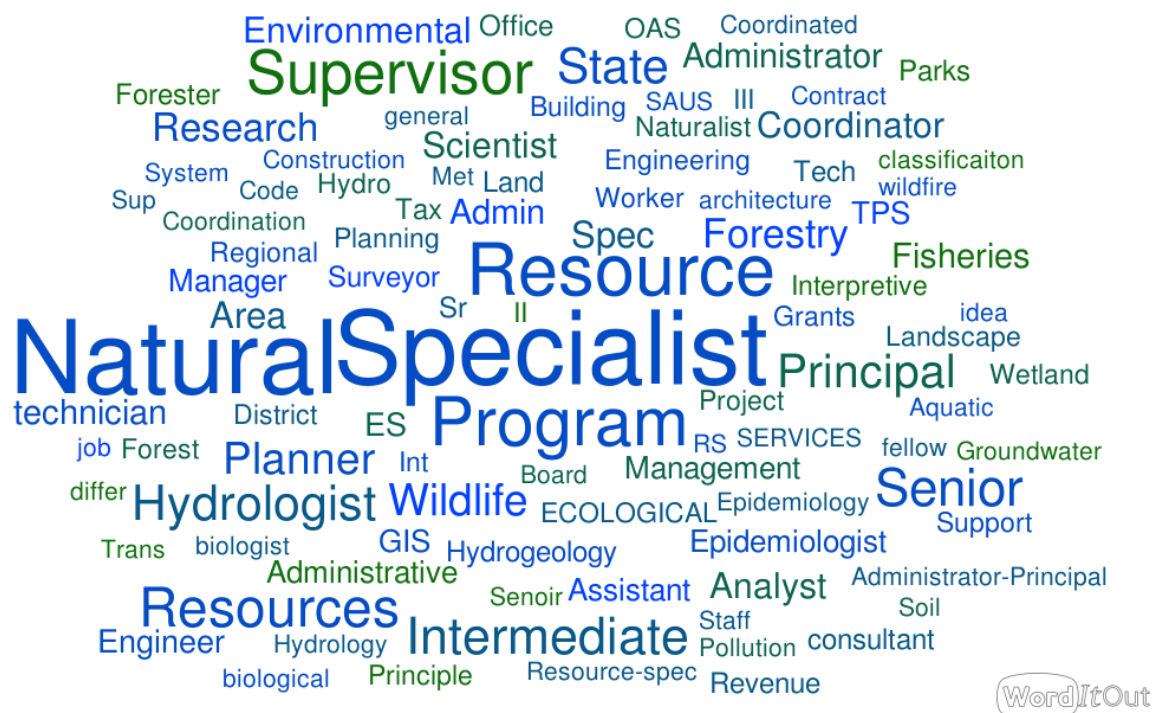 Environmental Office OAS Coordinated
Supervisor State Administrator Parks
Forester general Building SAUS III Contract
Research Scientist Naturalist Coordinator
System Construction Engineering Tech classificaiton
Sup Code Hydro Met Land Worker architecture wildfire
Coordination Tax Admin TPS
Regional Planning Spec Forestry Fisheries
Manager Surveyor Resource Interpretive
Area Sr II Grants idea
Natural Specialist Landscape
Principal Wetland
technician District ES Program Project Aquatic
job Forest RS SERVICES fellow Groundwater
Planner Int Board Management
differ Hydrologist Wildlife ECOLOGICAL Epidemiology Senior
Trans biologist GIS Hydrogeology Epidemiologist Support
Administrative Senoir Assistant Analyst Administrator-Principal
Resources Staff Soil
Engineer Hydrology Intermediate Pollution consultant
biological Principle Resource-spec Revenue
WordItOut